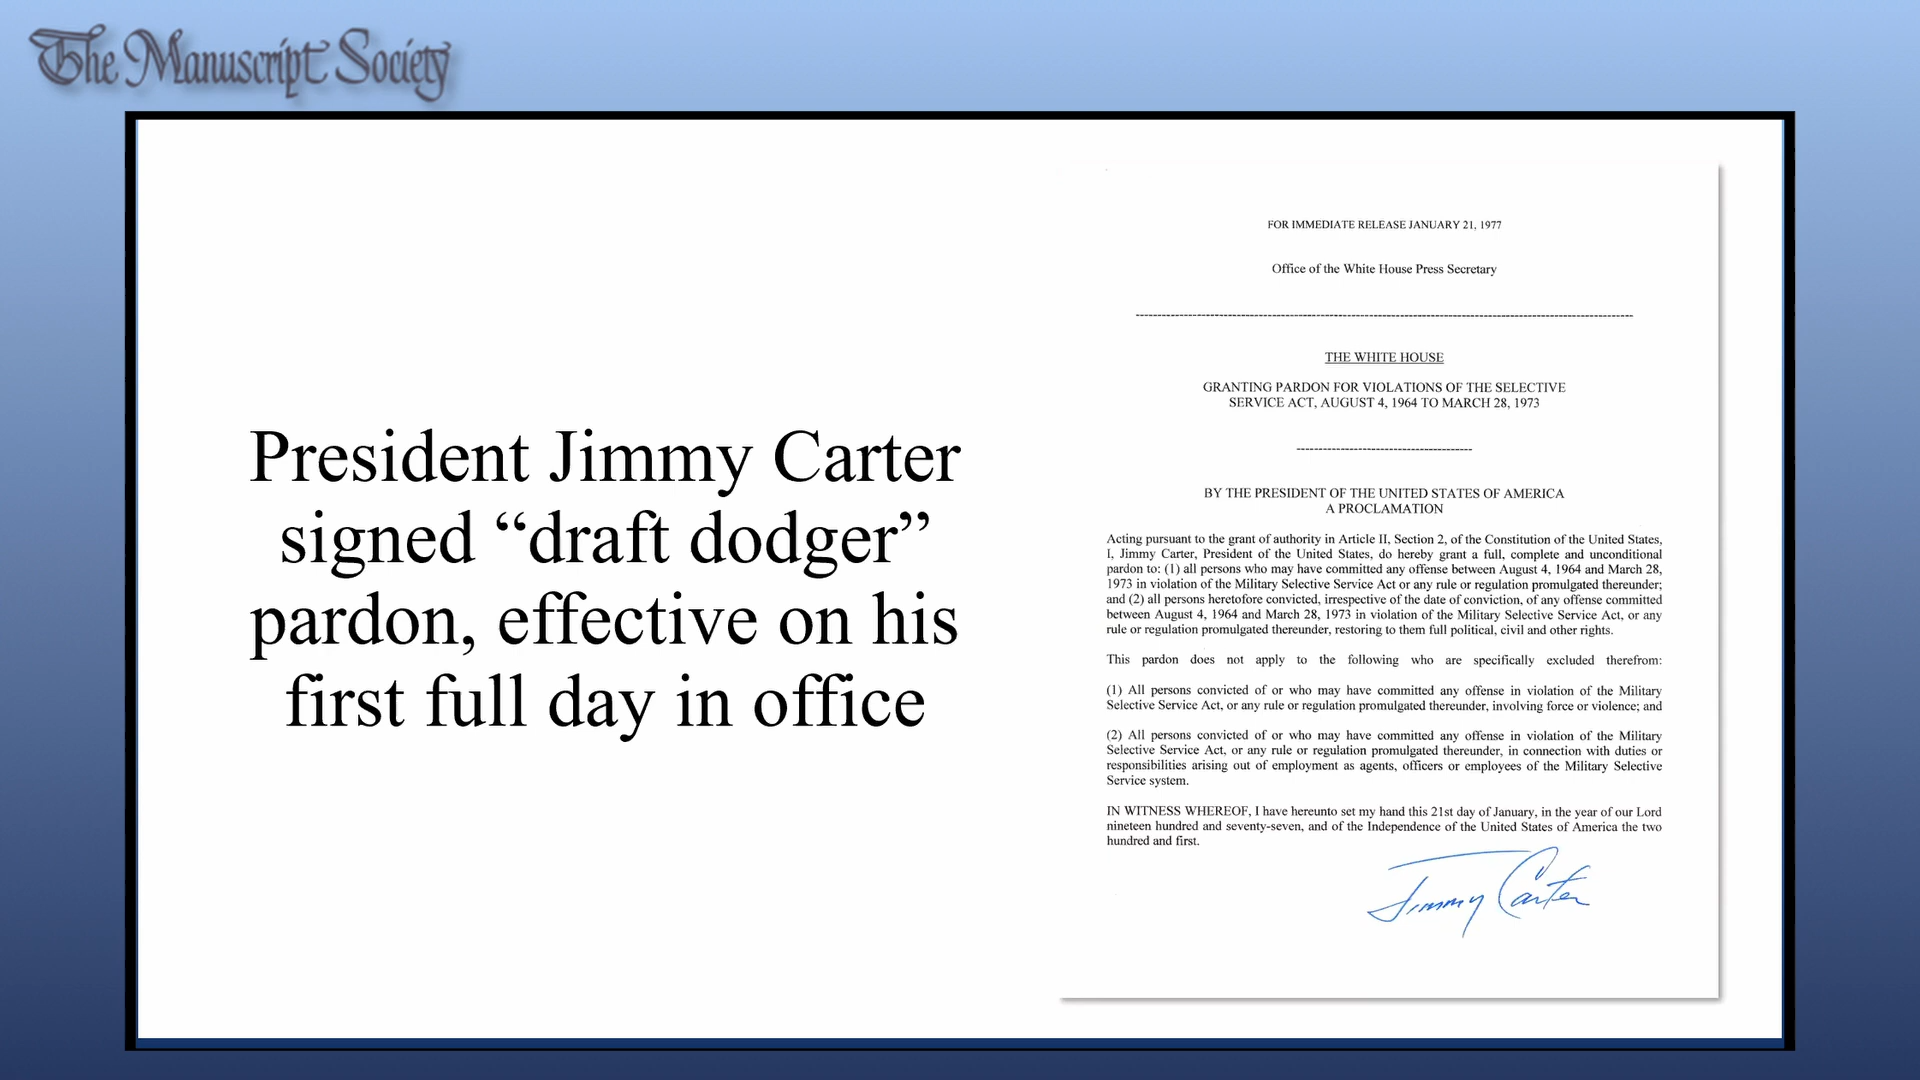 The Manuscript Society
President Jimmy Carter
signed “draft dodger”
pardon, effective on his
first full day in office
FOR IMMEDIATE RELEASE JANUARY 21, 1977
Office of the White House Press Secretary
THE WHITE HOUSE
GRANTING PARDON FOR VIOLATIONS OF THE SELECTIVE
SERVICE ACT, AUGUST 4, 1964 TO MARCH 28, 1973
BY THE PRESIDENT OF THE UNITED STATES OF AMERICA
A PROCLAMATION
Acting pursuant to the grant of authority in Article II, Section 2, of the Constitution of the United States,
I, Jimmy Carter, President of the United States, do hereby grant a full, complete and unconditional
pardon to: (1) all persons who may have committed any offense between August 4, 1964 and March 28,
1973 in violation of the Military Selective Service Act or any rule or regulation promulgated thereunder;
and (2) all persons heretofore convicted, irrespective of the date of conviction, of any offense committed
between August 4, 1964 and March 28, 1973 in violation of the Military Selective Service Act, or any
rule or regulation promulgated thereunder, restoring to them full political, civil and other rights.
This pardon does not apply to the following who are specifically excluded therefrom:
(1) All persons convicted of or who may have committed any offense in violation of the Military
Selective Service Act, or any rule or regulation promulgated thereunder, involving force or violence; and
(2) All persons convicted of or who may have committed any offense in violation of the Military
Selective Service Act, or any rule or regulation promulgated thereunder, in connection with duties or
responsibilities arising out of employment as agents, officers or employees of the Military Selective
Service system.
IN WITNESS WHEREOF, I have hereunto set my hand this 21st day of January, in the year of our Lord
nineteen hundred and seventy-seven, and of the Independence of the United States of America the two
hundred and first.
Jimmy Carter